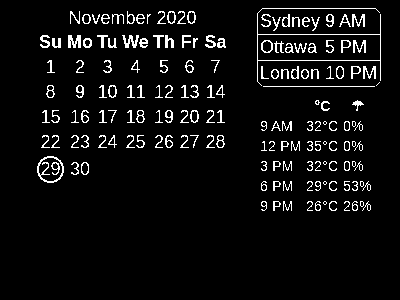 November 2020
Su Mo Tu We Th Fr Sa
1 2 3 4 5 6 7
8 9 10 11 12 13 14
15 16 17 18 19 20 21
22 23 24 25 26 27 28
29 30
Sydney 9 AM
Ottawa 5 PM
London 10 PM
°C ☂
9 AM 32°C 0%
12 PM 35°C 0%
3 PM 32°C 0%
6 PM 29°C 53%
9 PM 26°C 26%